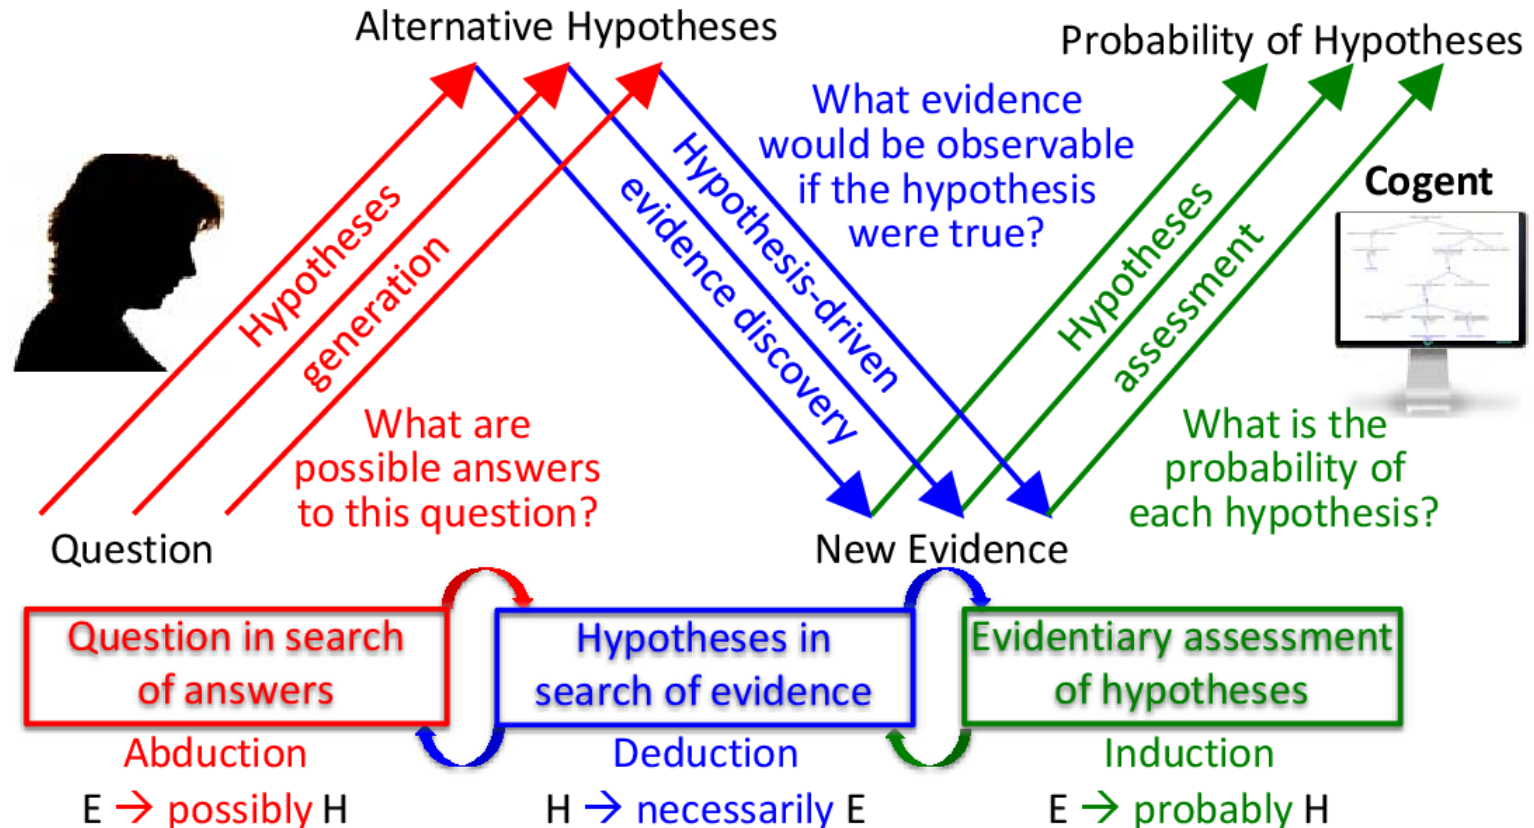 Alternative Hypotheses
Probability of Hypotheses
Hypotheses
generation
What are
possible answers
to this question?
Question
Hypothesis-driven
evidence discovery
What evidence
would be observable
if the hypothesis
were true?
New Evidence
Hypotheses
assessment
Cogent
What is the
probability of
each hypothesis?
Question in search
of answers
Hypotheses in
search of evidence
Evidentiary assessment
of hypotheses
Abduction
Deduction
Induction
E → possibly H
H → necessarily E
E → probably H